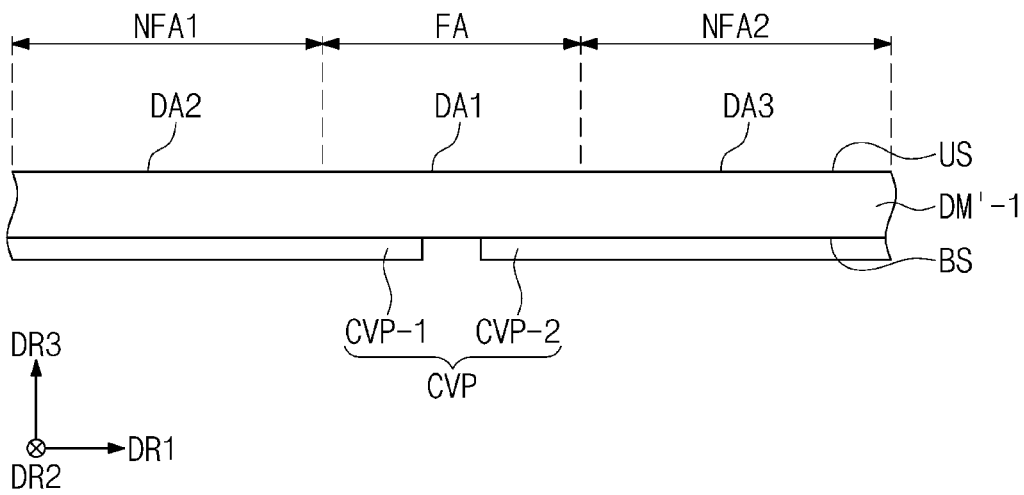 NFA1 FA NFA2
DA2 DA1 DA3
US
DM'-1
BS
CVP-1 CVP-2
CVP
DR3
DR1
DR2